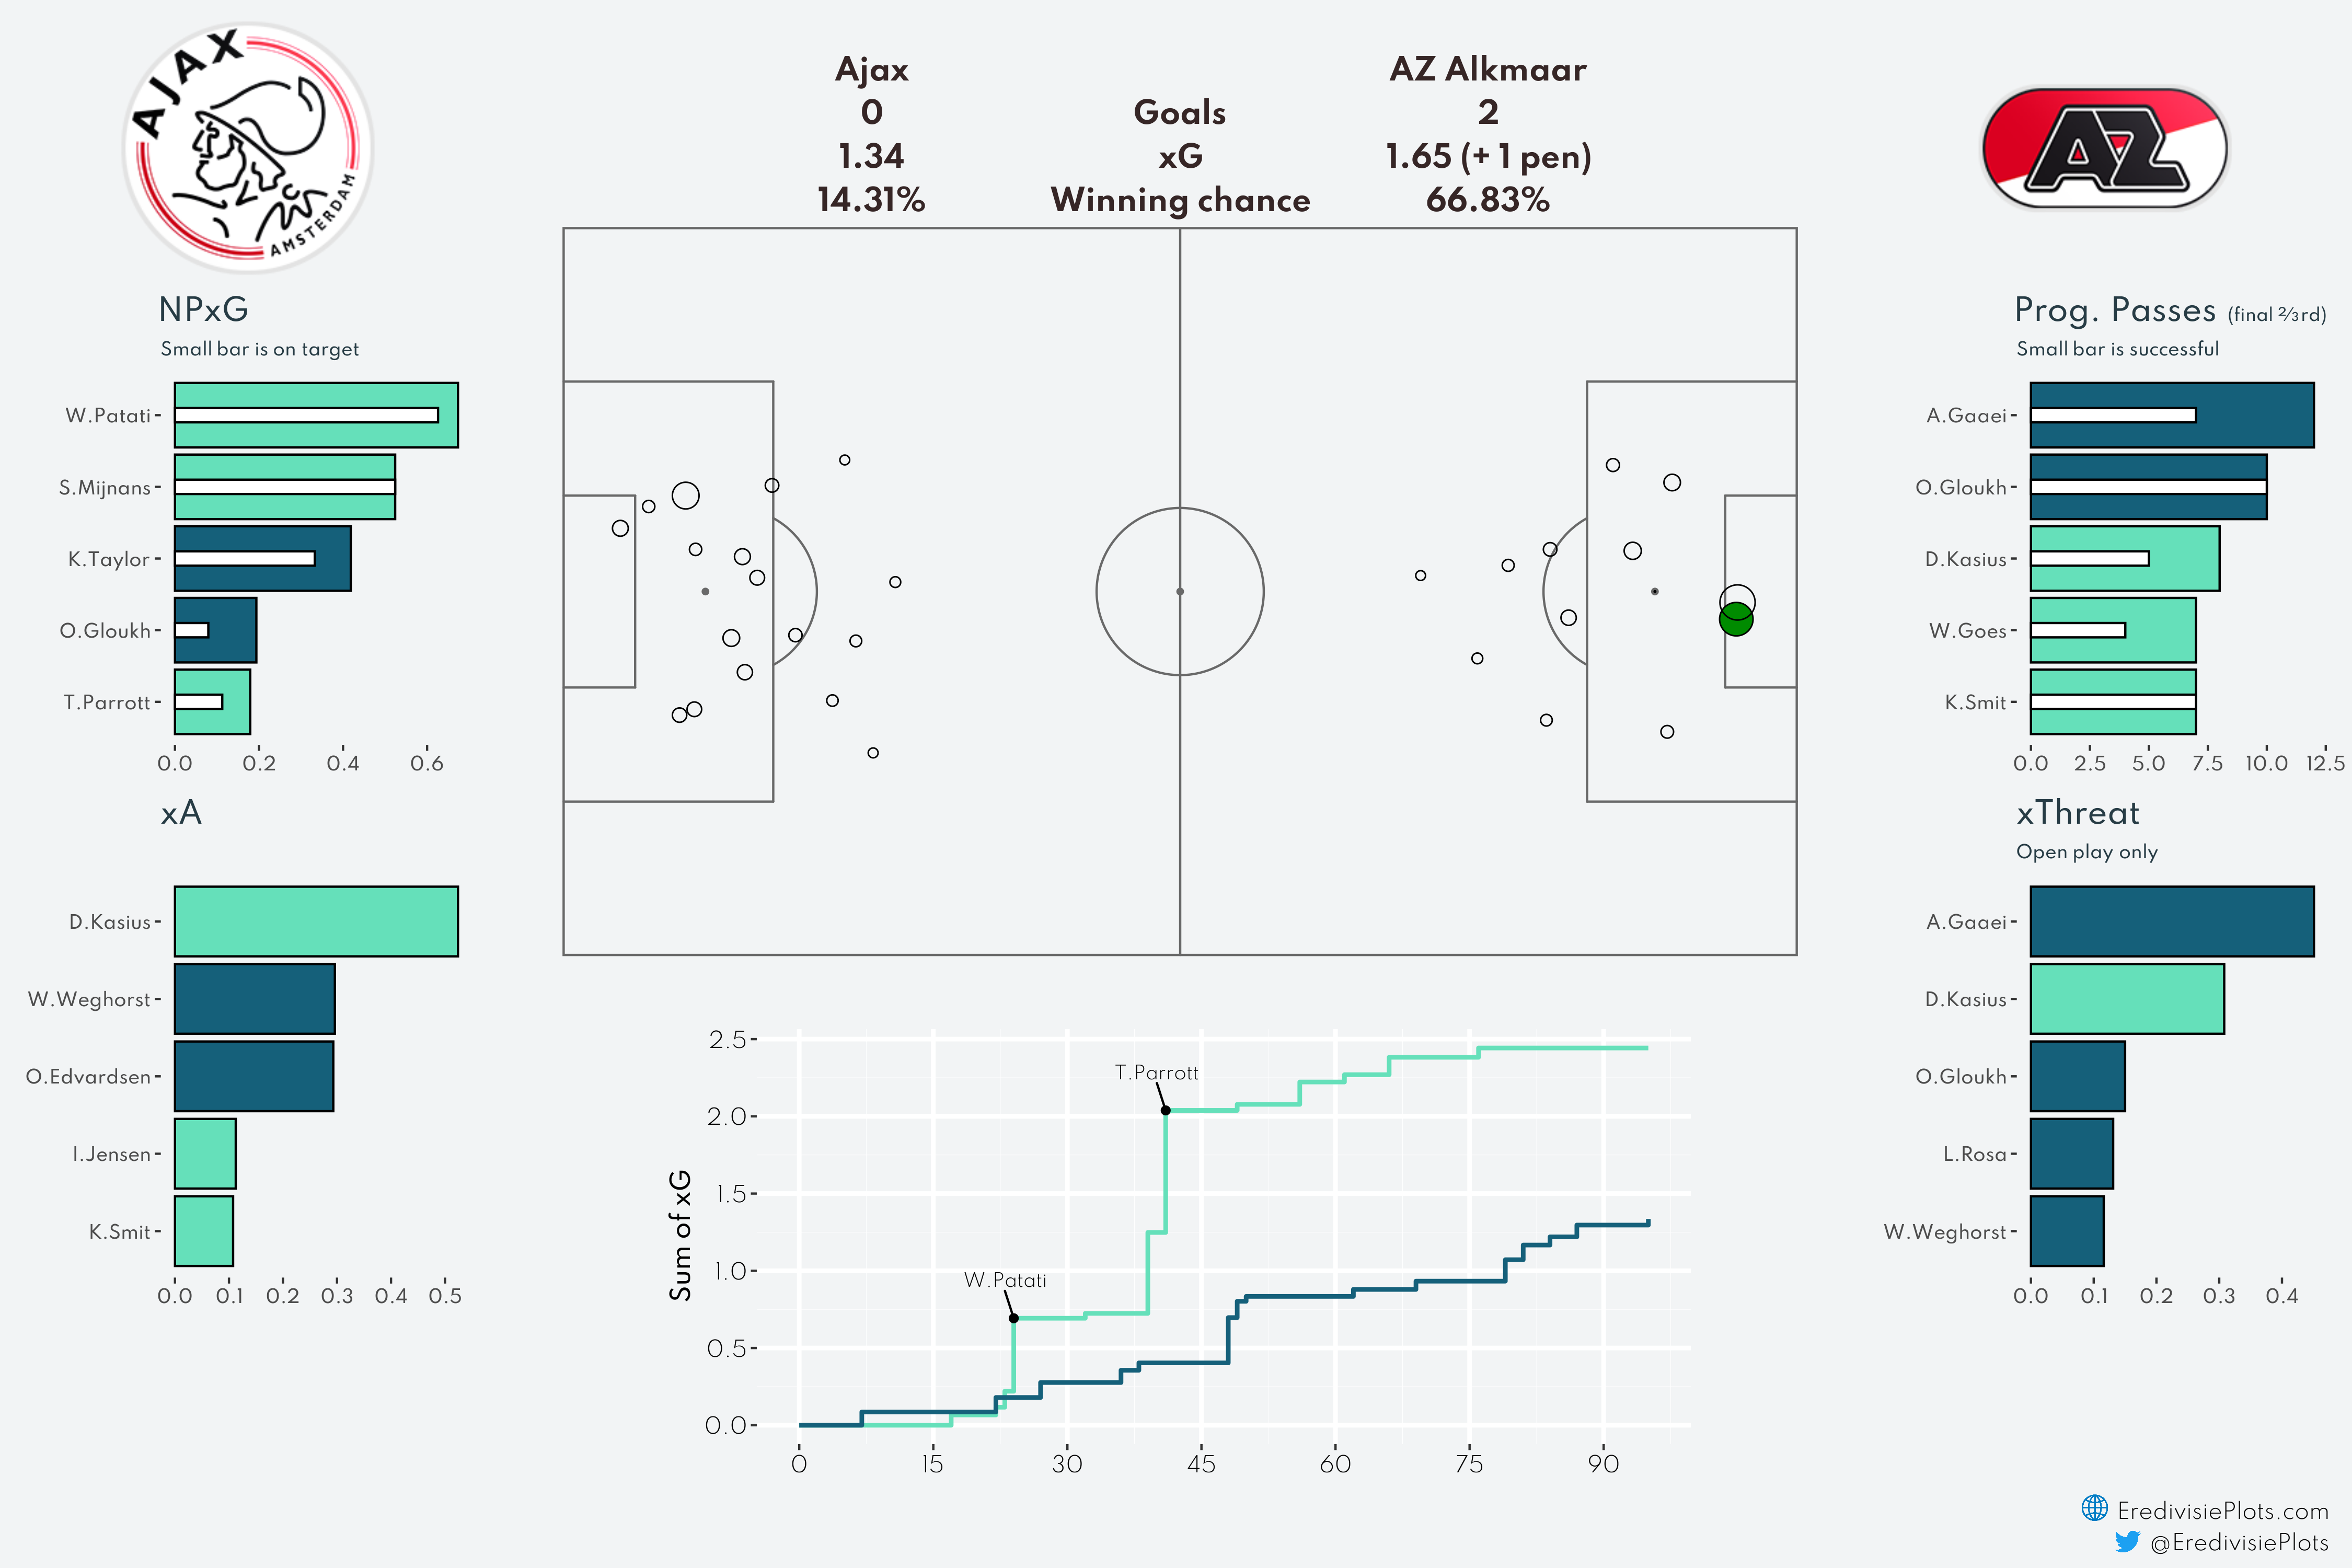 AJAX
AMSTERDAM
Ajax
AZ Alkmaar
0
Goals
2
1.34
xG
1.65 (+ 1 pen)
14.31%
Winning chance
66.83%
AZ
NPxG
Small bar is on target
W.Patati
S.Mijnans
K.Taylor
O.Gloukh
T.Parrott
0.0 0.2 0.4 0.6
xA
D.Kasius
W.Weghorst
O.Edvardsen
I.Jensen
K.Smit
0.0 0.1 0.2 0.3 0.4 0.5
Sum of xG
2.5
2.0
1.5
1.0
0.5
0.0
T.Parrott
W.Patati
0 15 30 45 60 75 90
Prog. Passes (final ⅔rd)
Small bar is successful
A.Gaaei
O.Gloukh
D.Kasius
W.Goes
K.Smit
0.0 2.5 5.0 7.5 10.0 12.5
xThreat
Open play only
A.Gaaei
D.Kasius
O.Gloukh
L.Rosa
W.Weghorst
0.0 0.1 0.2 0.3 0.4
EredivisiePlots.com
@EredivisiePlots